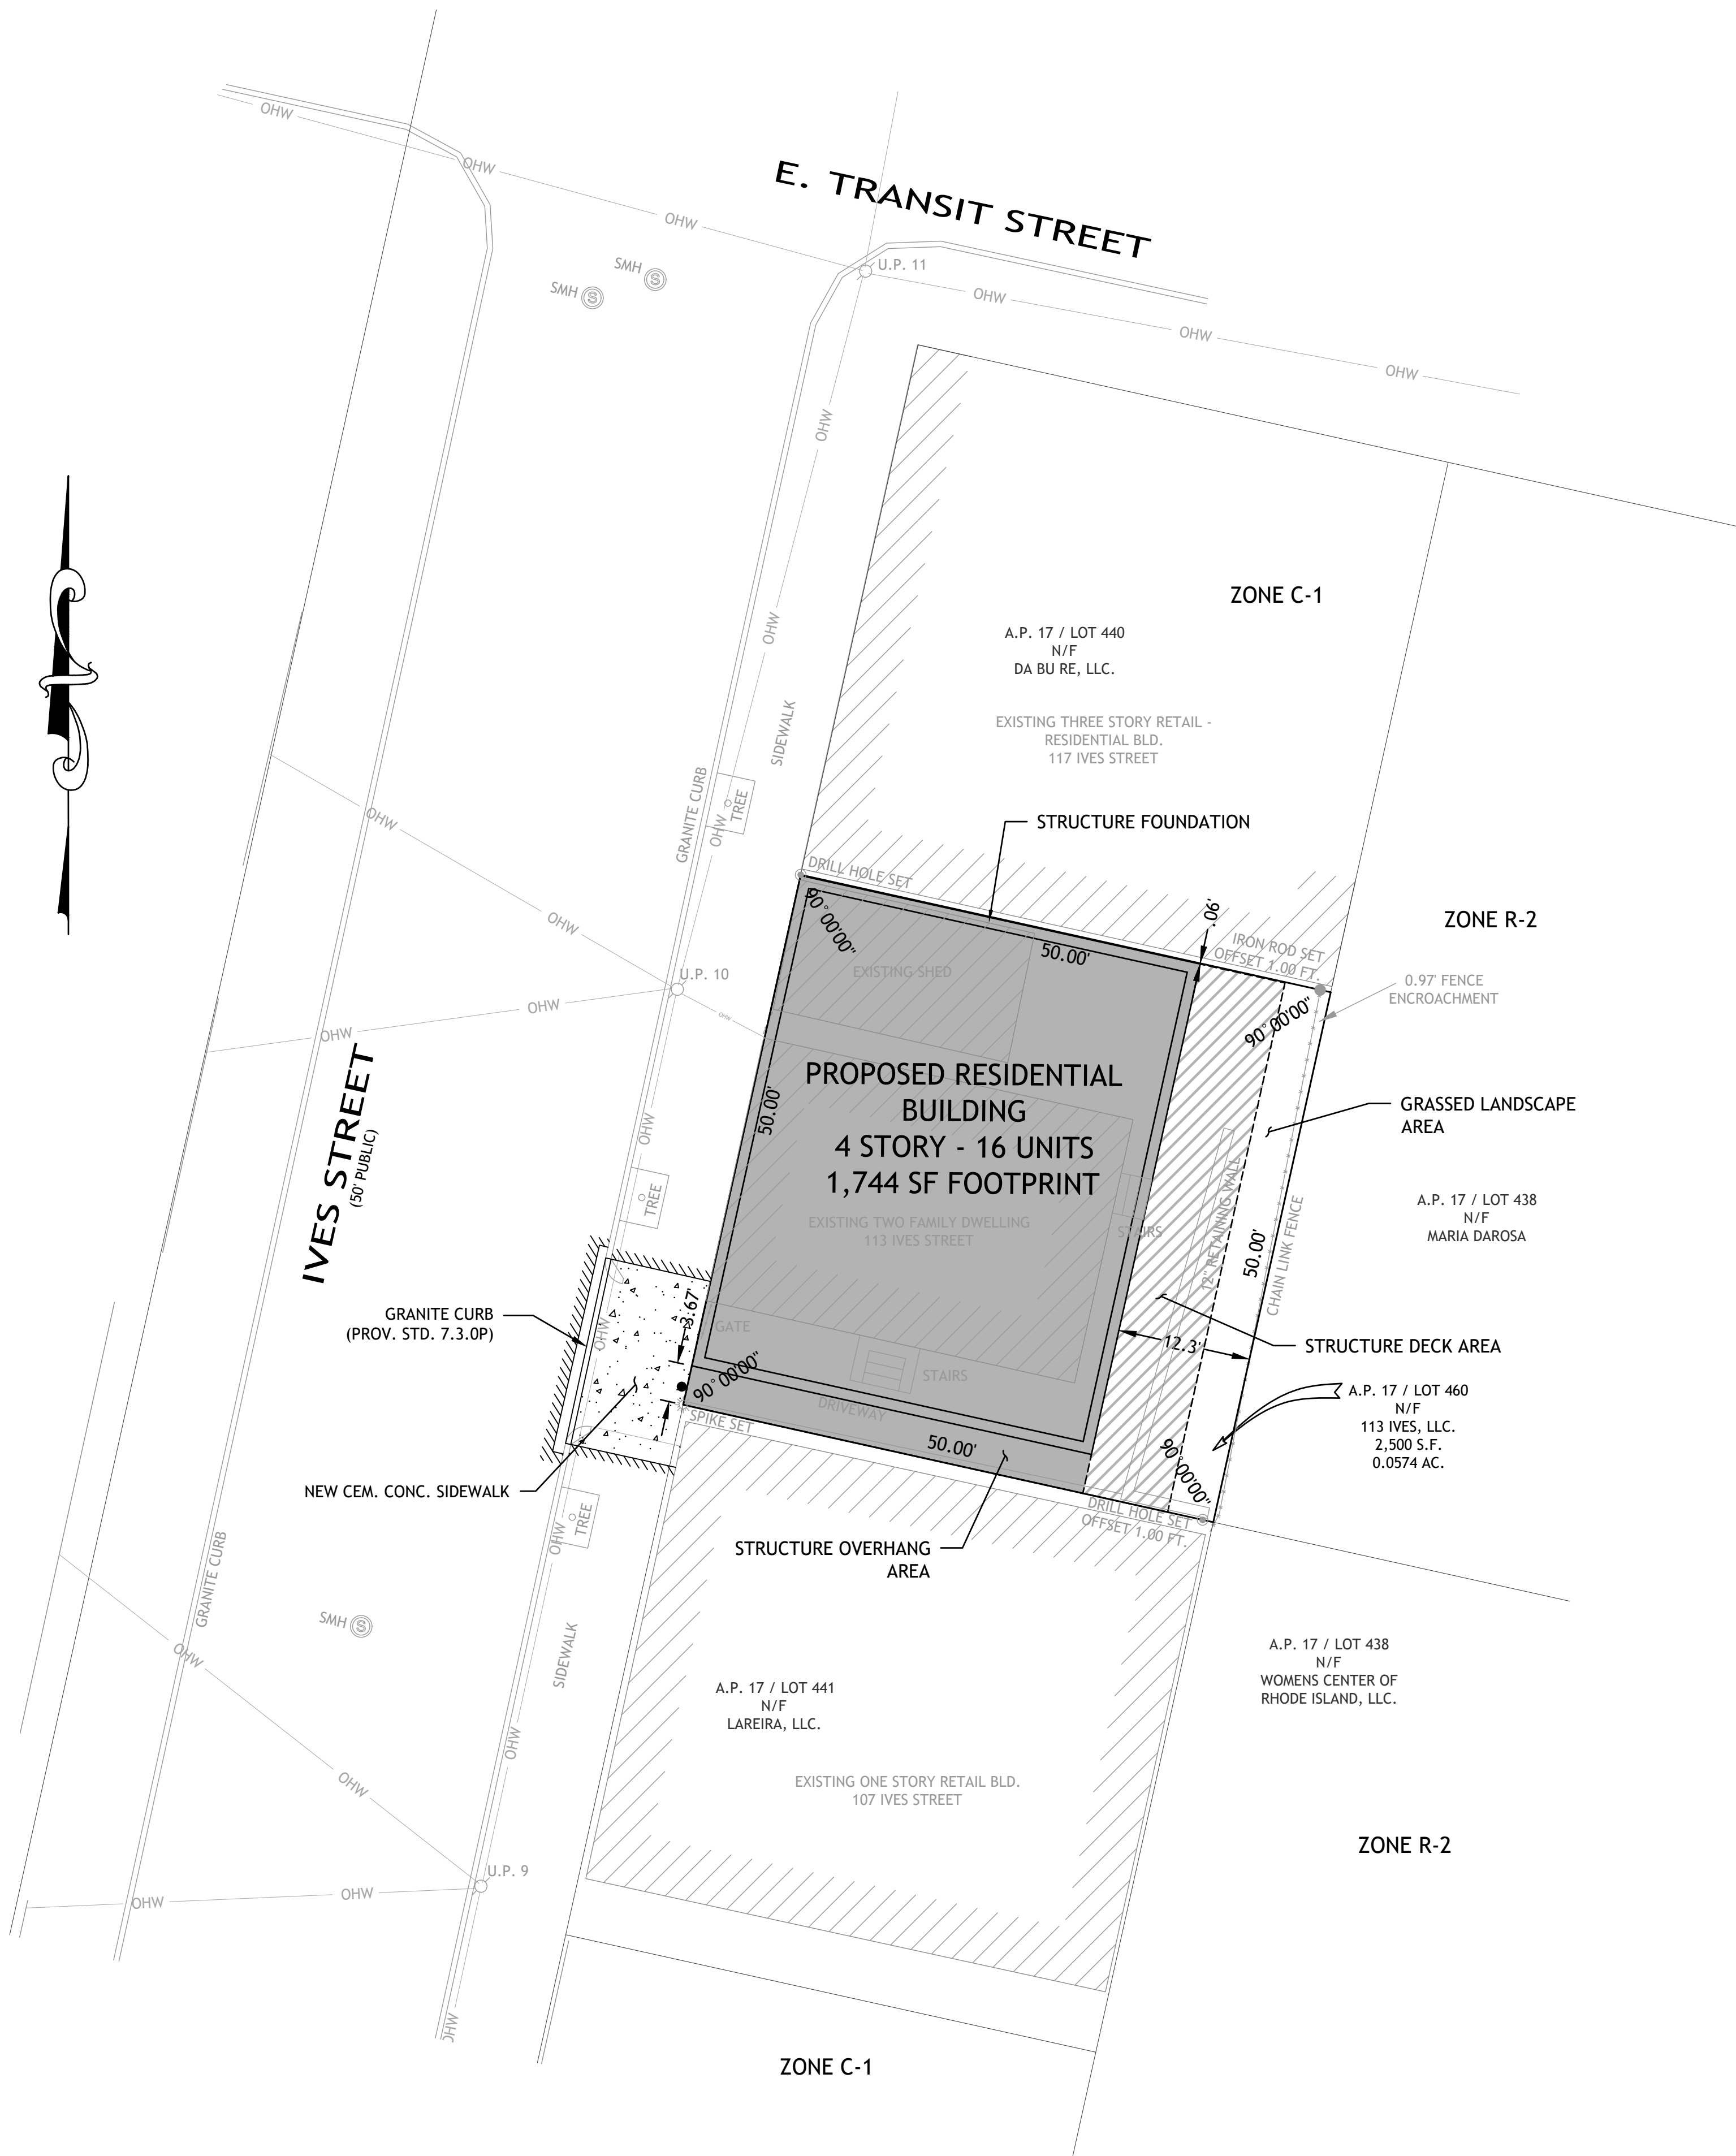 OHW
OHW
E. TRANSIT STREET
OHW
SMH S
SMH S
U.P. 11
OHW
OHW
OHW
OHW
ZONE C-1
A.P. 17 / LOT 440
N/F
DA BU RE, LLC.
OHW
SIDEWALK
EXISTING THREE STORY RETAIL -
RESIDENTIAL BLD.
117 IVES STREET
GRANITE CURB
TREE
OHW
OHW
STRUCTURE FOUNDATION
DRILL HOLE SET
90°00'00"
50.00'
.06'
IRON ROD SET
OFFSET 1.00 FT.
ZONE R-2
0.97' FENCE
ENCROACHMENT
OHW
U.P. 10
EXISTING SHED
90°00'00"
OHW
OHW
OHW
IVES STREET
(50' PUBLIC)
PROPOSED RESIDENTIAL
BUILDING
4 STORY - 16 UNITS
1,744 SF FOOTPRINT
50.00'
OHW
GRASSED LANDSCAPE
AREA
TREE
EXISTING TWO FAMILY DWELLING
113 IVES STREET
STAIRS
12" RETAINING WALL
50.00'
CHAIN LINK FENCE
A.P. 17 / LOT 438
N/F
MARIA DAROSA
GRANITE CURB
(PROV. STD. 7.3.0P)
OHW
3.67'
GATE
12.3'
STRUCTURE DECK AREA
90°00'00"
STAIRS
DRIVEWAY
SPIKE SET
50.00'
A.P. 17 / LOT 460
N/F
113 IVES, LLC.
2,500 S.F.
0.0574 AC.
90°00'00"
NEW CEM. CONC. SIDEWALK
TREE
OHW
DRILL HOLE SET
OFFSET 1.00 FT.
STRUCTURE OVERHANG
AREA
GRANITE CURB
SMH S
SIDEWALK
OHW
A.P. 17 / LOT 441
N/F
LAREIRA, LLC.
A.P. 17 / LOT 438
N/F
WOMENS CENTER OF
RHODE ISLAND, LLC.
OHW
OHW
EXISTING ONE STORY RETAIL BLD.
107 IVES STREET
ZONE R-2
U.P. 9
OHW
OHW
OHW
ZONE C-1